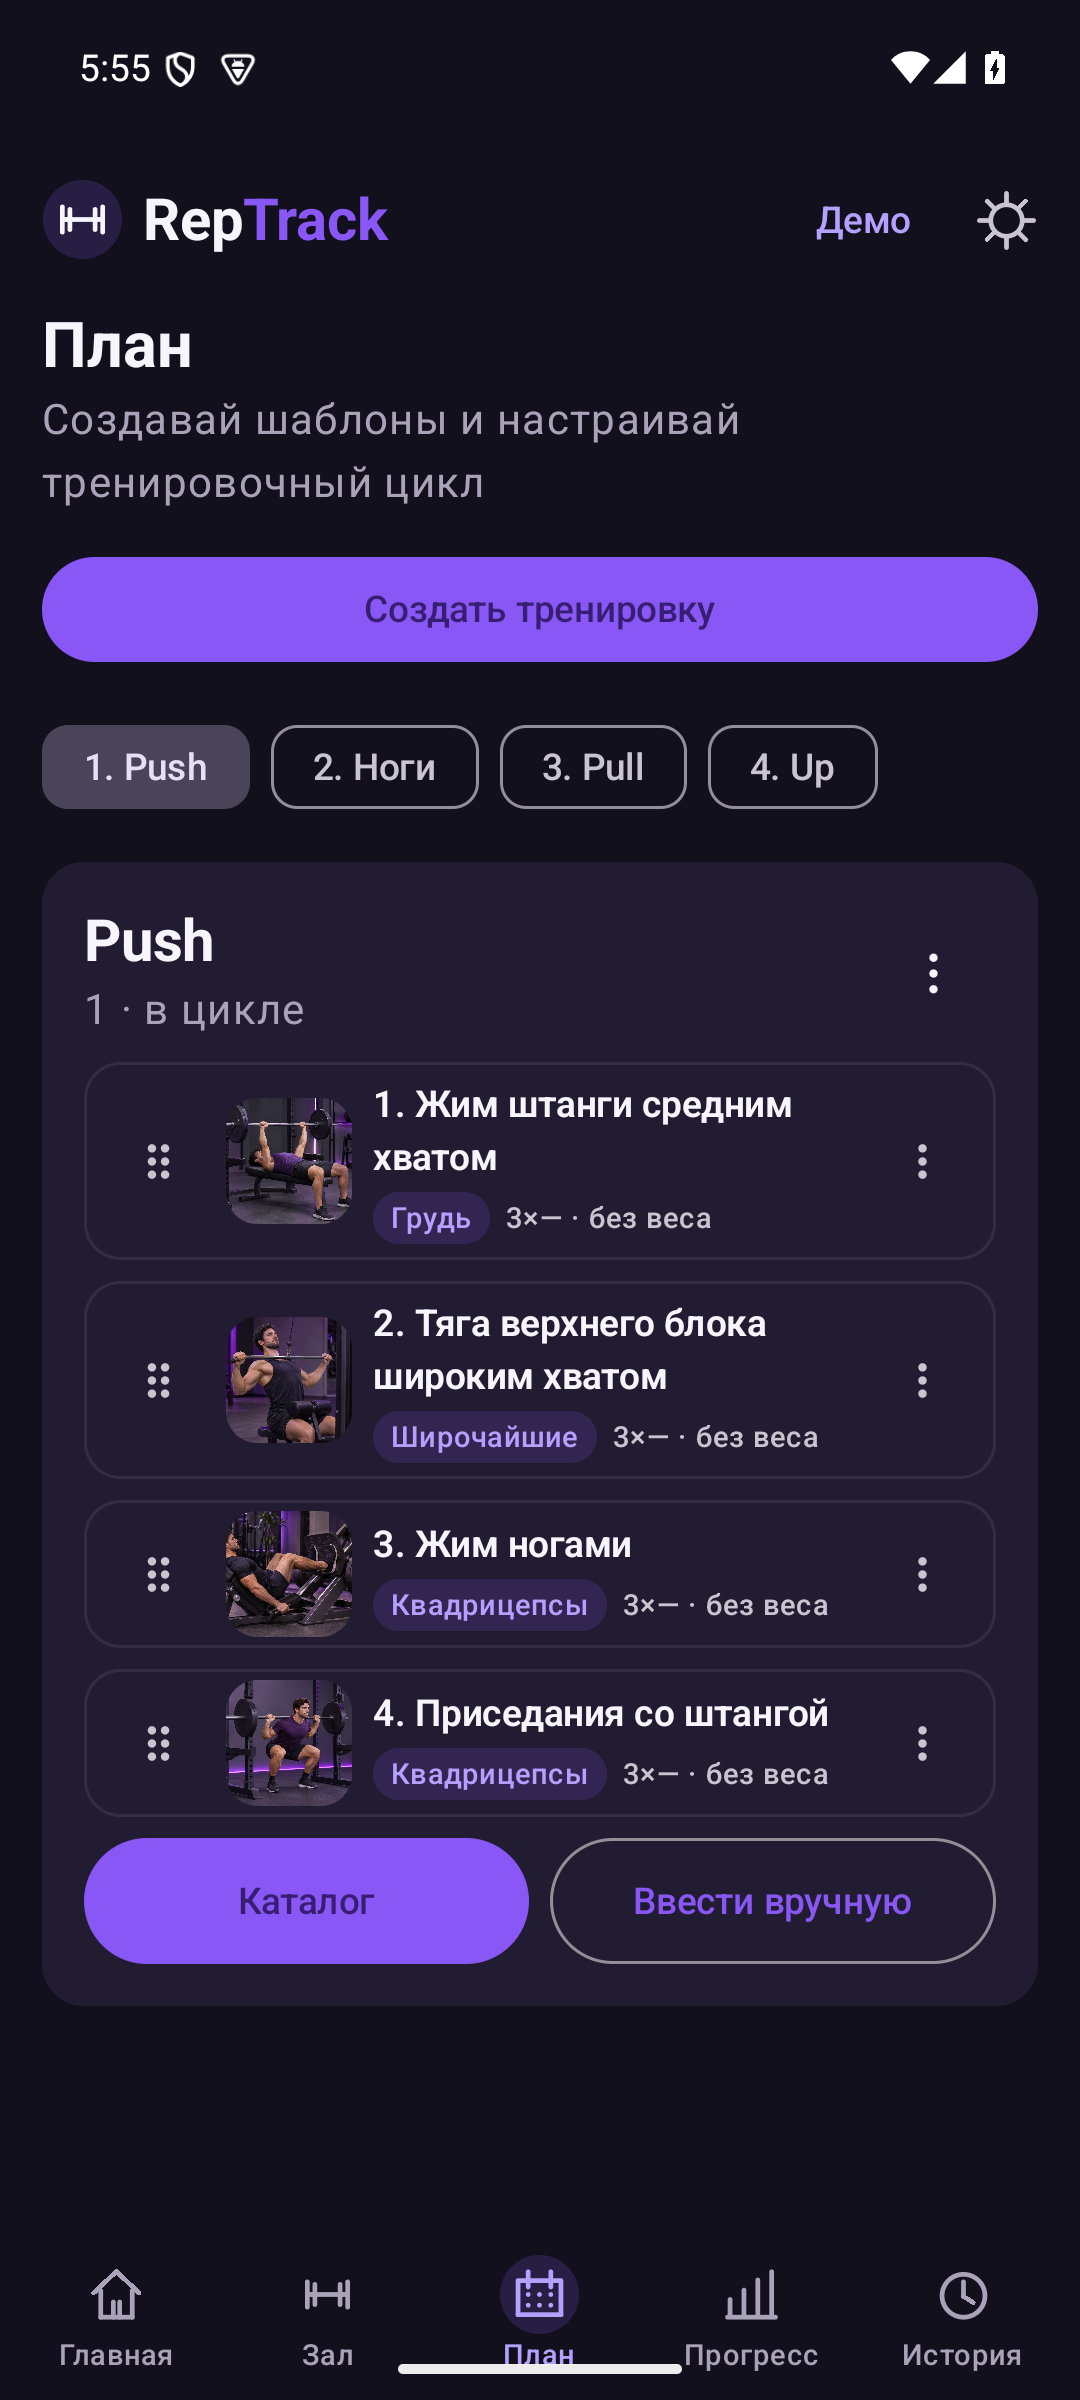 5:55
RepTrack
Демо
План
Создавай шаблоны и настраивай
тренировочный цикл
Создать тренировку
1. Push
2. Ноги
3. Pull
4. Up
Push
1 · в цикле
1. Жим штанги средним
хватом
Грудь 3×— · без веса
2. Тяга верхнего блока
широким хватом
Широчайшие 3×— · без веса
3. Жим ногами
Квадрицепсы 3×— · без веса
4. Приседания со штангой
Квадрицепсы 3×— · без веса
Каталог
Ввести вручную
Главная
Зал
План
Прогресс
История